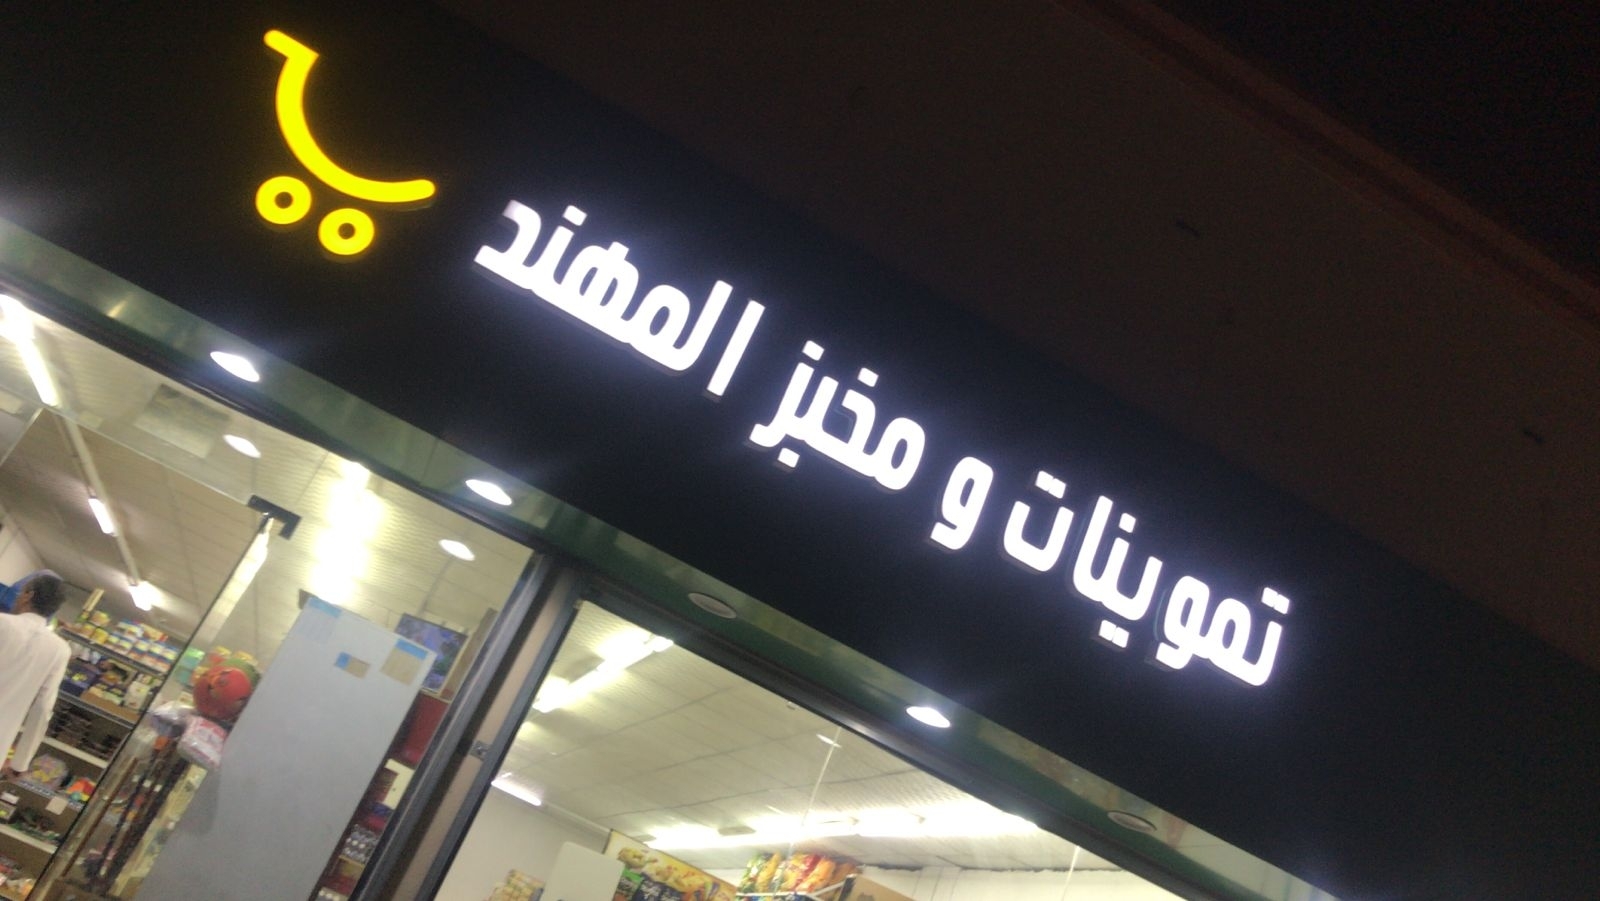 تموينات و مخبز المهند